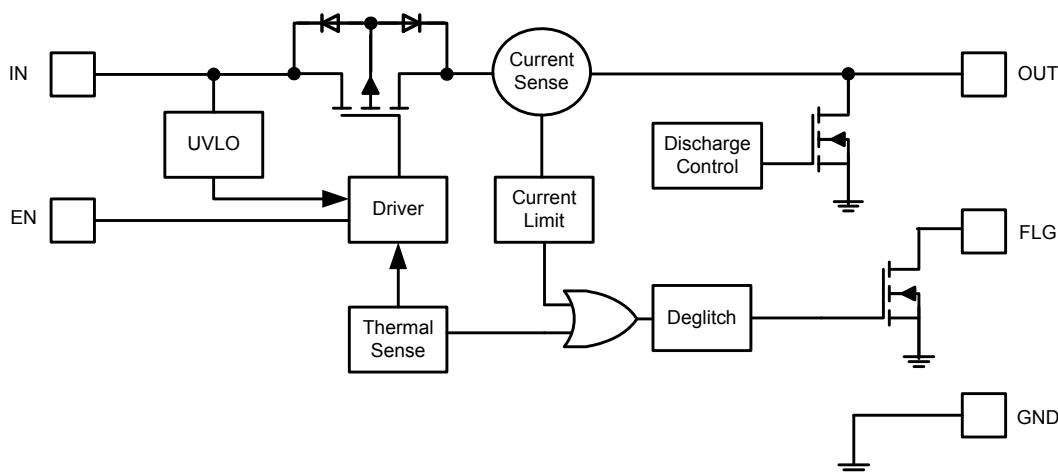 IN
Current
Sense
OUT
UVLO
Discharge
Control
EN
Driver
Current
Limit
FLG
Thermal
Sense
Deglitch
GND